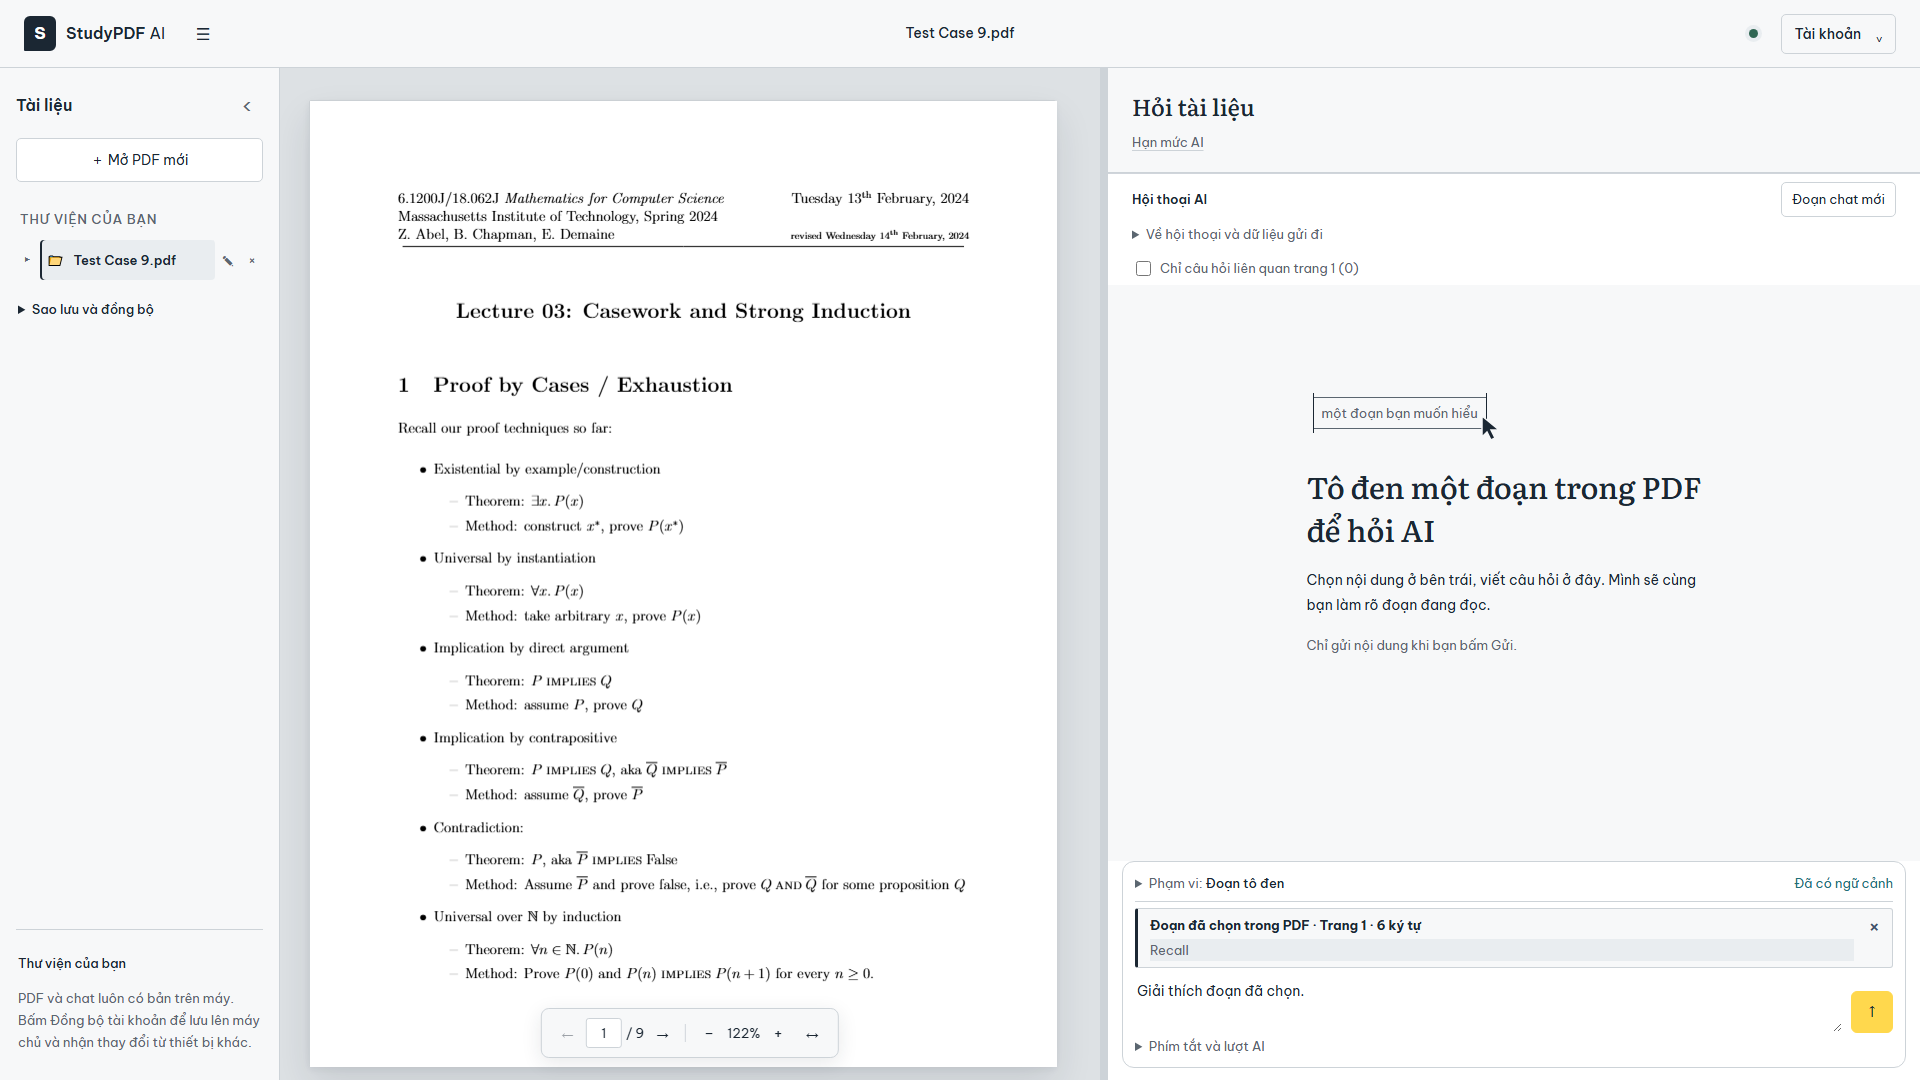 S StudyPDF AI ☰
Test Case 9.pdf
Tài khoản v
Tài liệu <
+ Mở PDF mới
THƯ VIỆN CỦA BẠN
▸ Test Case 9.pdf ×
▶ Sao lưu và đồng bộ
Thư viện của bạn
PDF và chat luôn có bản trên máy.
Bấm Đồng bộ tài khoản để lưu lên máy
chủ và nhận thay đổi từ thiết bị khác.
6.1200J/18.062J Mathematics for Computer Science Tuesday 13th February, 2024
Massachusetts Institute of Technology, Spring 2024
Z. Abel, B. Chapman, E. Demaine revised Wednesday 14th February, 2024
Lecture 03: Casework and Strong Induction
1 Proof by Cases / Exhaustion
Recall our proof techniques so far:
• Existential by example/construction
– Theorem: ∃x. P(x)
– Method: construct x*, prove P(x*)
• Universal by instantiation
– Theorem: ∀x. P(x)
– Method: take arbitrary x, prove P(x)
• Implication by direct argument
– Theorem: P IMPLIES Q
– Method: assume P, prove Q
• Implication by contrapositive
– Theorem: P IMPLIES Q, aka Q̅ IMPLIES P̅
– Method: assume Q̅, prove P̅
• Contradiction:
– Theorem: P, aka P̅ IMPLIES False
– Method: Assume P̅ and prove false, i.e., prove Q AND Q̅ for some proposition Q
• Universal over ℕ by induction
– Theorem: ∀n ∈ ℕ. P(n)
– Method: Prove P(0) and P(n) IMPLIES P(n + 1) for every n ≥ 0.
← 1 / 9 → − 122% + ↔
Hỏi tài liệu
Hạn mức AI
Hội thoại AI
Đoạn chat mới
▶ Về hội thoại và dữ liệu gửi đi
Chỉ câu hỏi liên quan trang 1 (0)
một đoạn bạn muốn hiểu
Tô đen một đoạn trong PDF
để hỏi AI
Chọn nội dung ở bên trái, viết câu hỏi ở đây. Mình sẽ cùng
bạn làm rõ đoạn đang đọc.
Chỉ gửi nội dung khi bạn bấm Gửi.
▶ Phạm vi: Đoạn tô đen Đã có ngữ cảnh
Đoạn đã chọn trong PDF · Trang 1 · 6 ký tự ×
Recall
Giải thích đoạn đã chọn.
↑
▶ Phím tắt và lượt AI